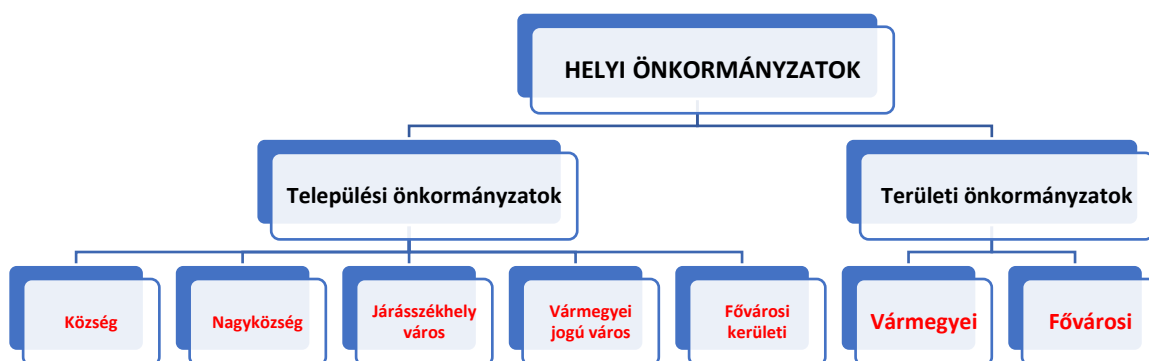 HELYI ÖNKORMÁNYZATOK
Települési önkormányzatok
Területi önkormányzatok
Község
Nagyközség
Járásszékhely
város
Vármegyei
jogú város
Fővárosi
kerületi
Vármegyei
Fővárosi